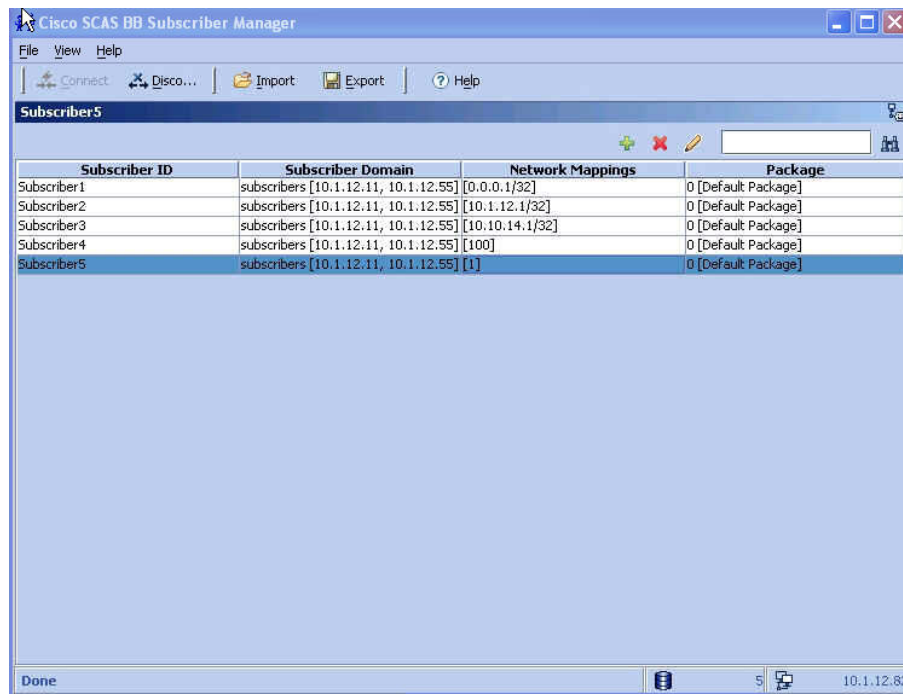 Cisco SCAS BB Subscriber Manager
File View Help
Connect Disco... Import Export Help
Subscriber5
Subscriber ID Subscriber Domain Network Mappings Package
Subscriber1 subscribers [10.1.12.11, 10.1.12.55] [0.0.0.1/32] 0 [Default Package]
Subscriber2 subscribers [10.1.12.11, 10.1.12.55] [10.1.12.1/32] 0 [Default Package]
Subscriber3 subscribers [10.1.12.11, 10.1.12.55] [10.10.14.1/32] 0 [Default Package]
Subscriber4 subscribers [10.1.12.11, 10.1.12.55] [100] 0 [Default Package]
Subscriber5 subscribers [10.1.12.11, 10.1.12.55] [1] 0 [Default Package]
Done 5